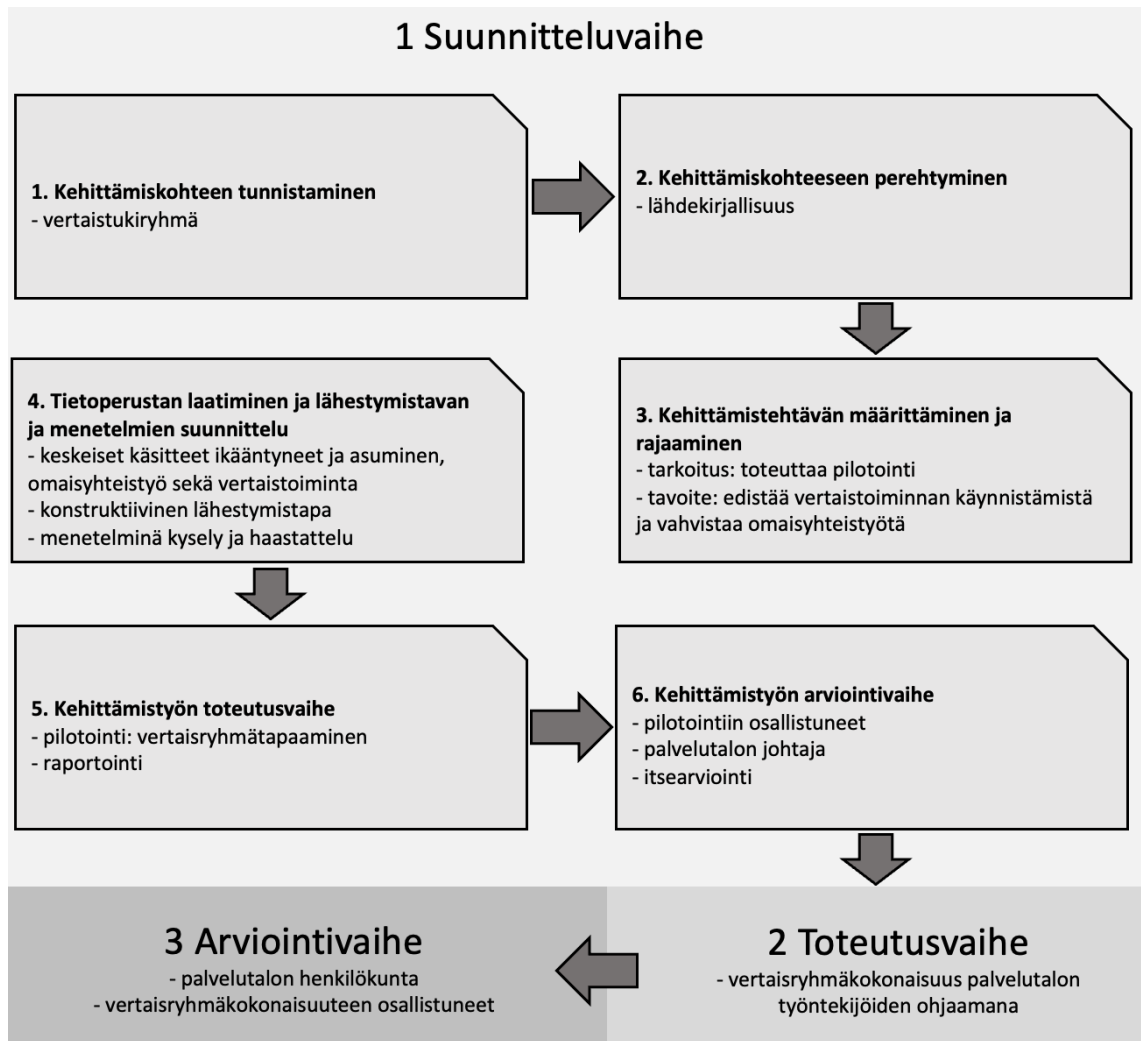 1 Suunnitteluvaihe
1. Kehittämiskohteen tunnistaminen
- vertaistukiryhmä
2. Kehittämiskohteeseen perehtyminen
- lähdekirjallisuus
3. Kehittämistehtävän määrittäminen ja
rajaaminen
- tarkoitus: toteuttaa pilotointi
- tavoite: edistää vertaistoiminnan käynnistämistä
ja vahvistaa omaisyhteistyötä
4. Tietoperustan laatiminen ja lähestymistavan
ja menetelmien suunnittelu
- keskeiset käsitteet ikääntyneet ja asuminen,
omaisyhteistyö sekä vertaistoiminta
- konstruktiivinen lähestymistapa
- menetelminä kysely ja haastattelu
5. Kehittämistyön toteutusvaihe
- pilotointi: vertaisryhmätapaaminen
- raportointi
6. Kehittämistyön arviointivaihe
- pilotointiin osallistuneet
- palvelutalon johtaja
- itsearviointi
2 Toteutusvaihe
- vertaisryhmäkokonaisuus palvelutalon
työntekijöiden ohjaamana
3 Arviointivaihe
- palvelutalon henkilökunta
- vertaisryhmäkokonaisuuteen osallistuneet